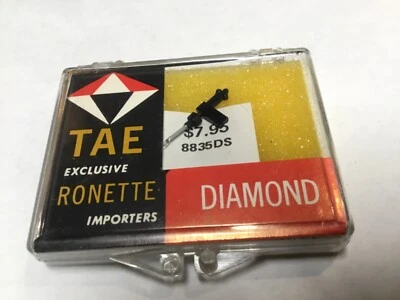 TAE
EXCLUSIVE
RONETTE
IMPORTERS
$7.95
8835DS
DIAMOND